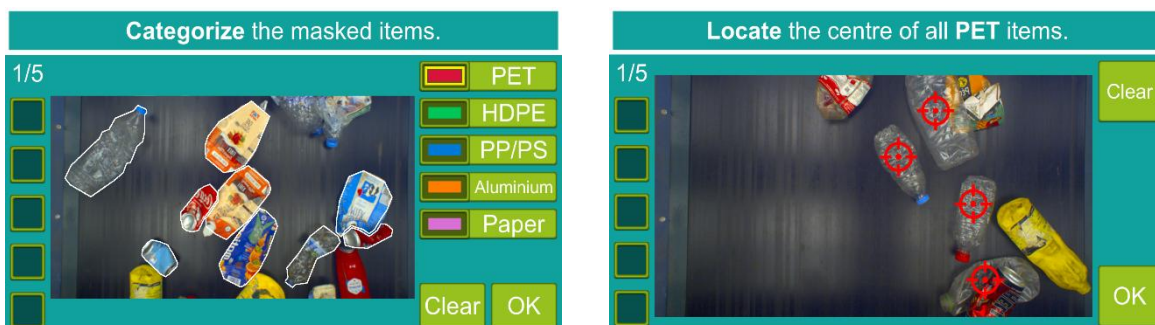 Categorize the masked items.
1/5
PET
HDPE
PP/PS
Aluminium
Paper
Clear
OK
Locate the centre of all PET items.
1/5
Clear
OK